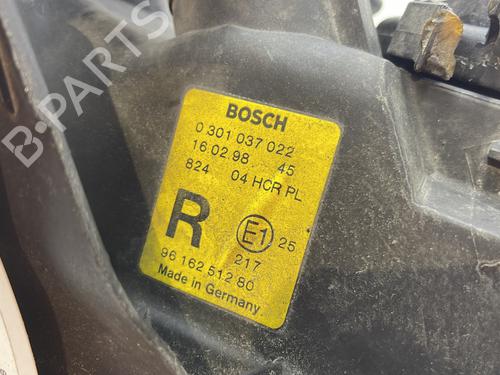 B-PARTS
BOSCH
0 301 037 022
16.02.98 45
824 04 HCR PL
R E1 25
217
96 162 512 80
Made in Germany